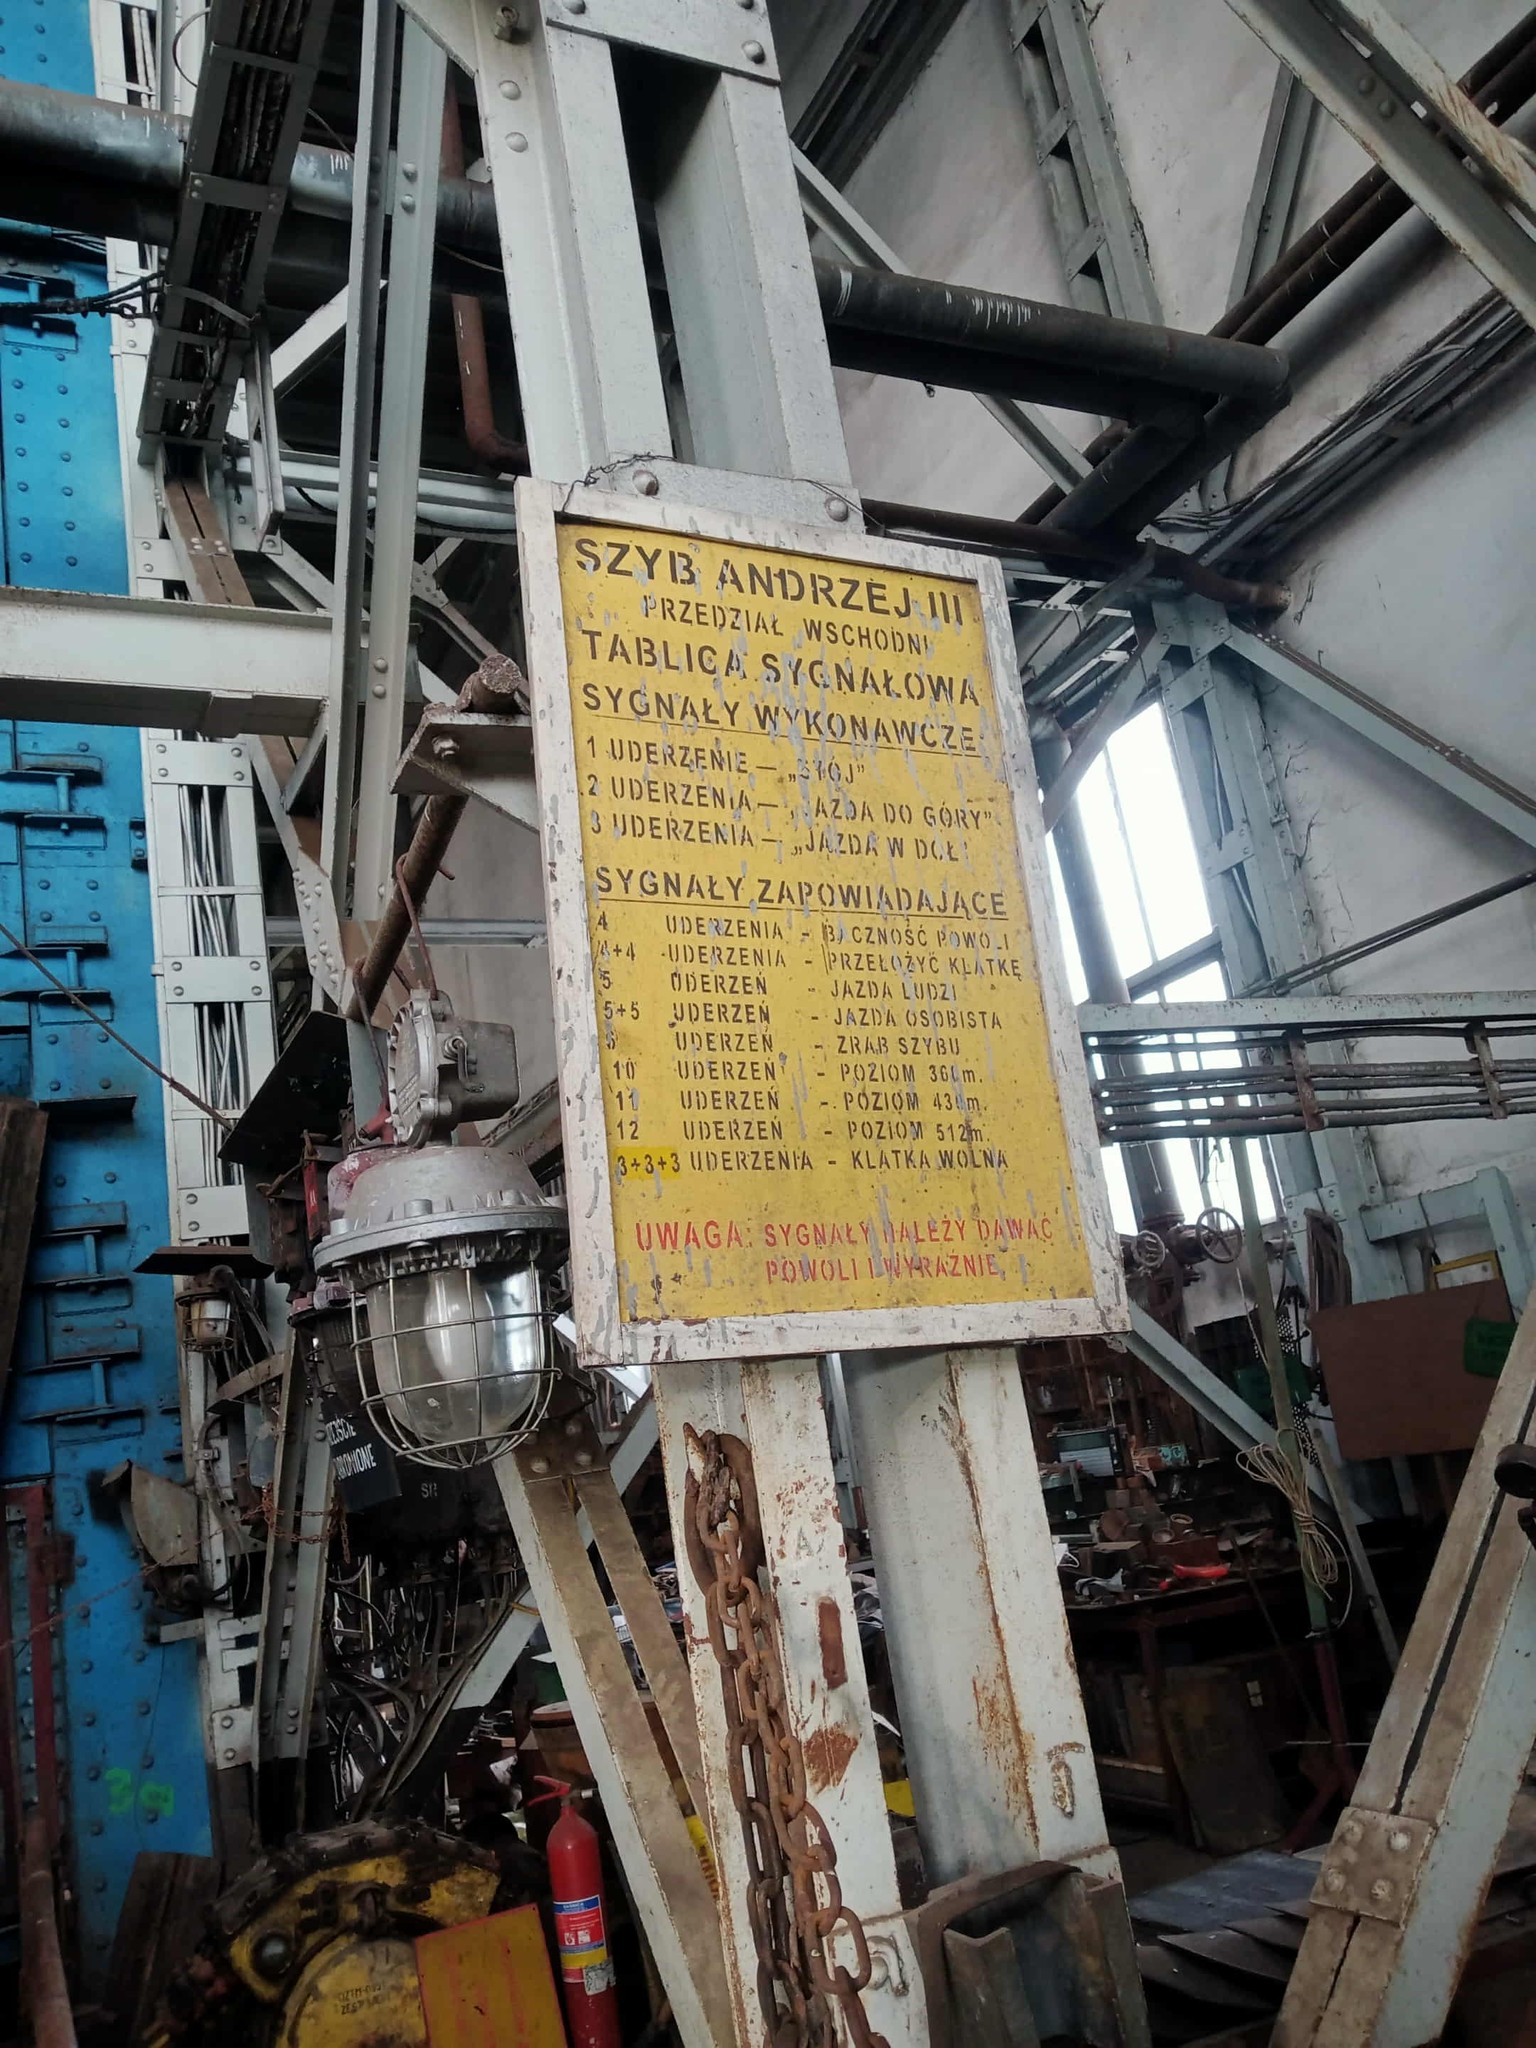 SZYB ANDRZEJ III
PRZEDZIAŁ WSCHODNI
TABLICA SYGNAŁOWA
SYGNAŁY WYKONAWCZE
1 UDERZENIE — „STÓJ”
2 UDERZENIA — „JAZDA DO GÓRY”
3 UDERZENIA — „JAZDA W DÓŁ”
SYGNAŁY ZAPOWIADAJĄCE
4 UDERZENIA - BACZNOŚĆ POWOLI
4+4 UDERZENIA - PRZEŁOŻYĆ KLATKĘ
5 UDERZEŃ - JAZDA LUDZI
5+5 UDERZEŃ - JAZDA OSOBISTA
UDERZEŃ - ZRĄB SZYBU
10 UDERZEŃ - POZIOM m.
11 UDERZEŃ - POZIOM m.
12 UDERZEŃ - POZIOM 512m.
3+3+3 UDERZENIA - KLATKA WOLNA
UWAGA: SYGNAŁY NALEŻY DAWAĆ
POWOLI I WYRAŹNIE